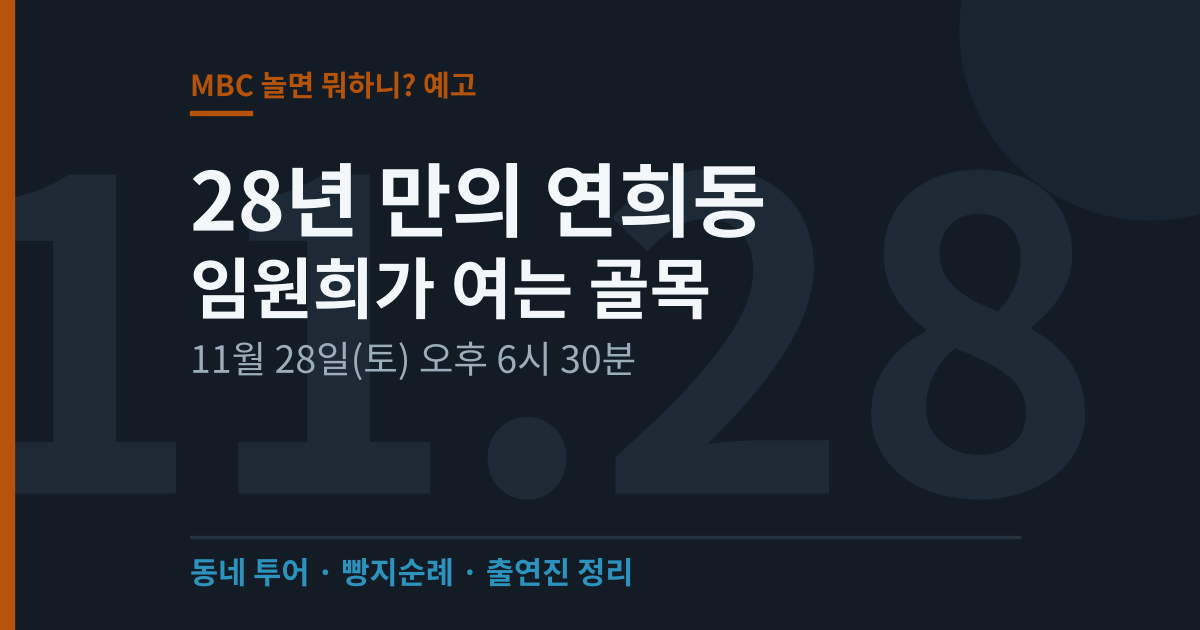 MBC 놀면 뭐하니? 예고
28년 만의 연희동
임원희가 여는 골목
11월 28일(토) 오후 6시 30분
11.28
동네 투어 · 빵지순례 · 출연진 정리